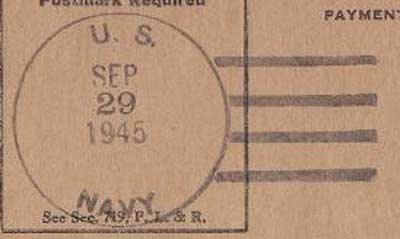 Postmark Required
PAYMENT
U. S.
SEP
29
1945
NAVY
See Sec. 719, P. L. & R.